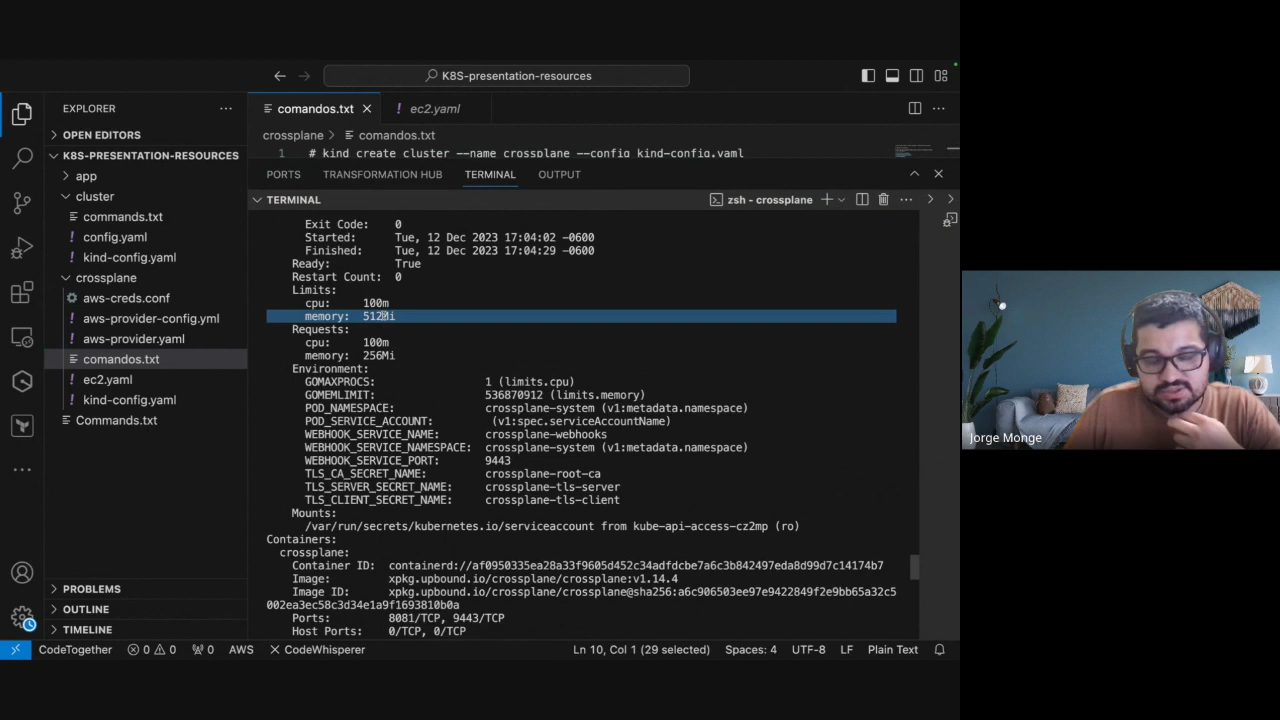 K8S-presentation-resources
EXPLORER
comandos.txt
ec2.yaml
OPEN EDITORS
crossplane > comandos.txt
K8S-PRESENTATION-RESOURCES
1 # kind create cluster --name crossplane --config kind-config.yaml
app
PORTS TRANSFORMATION HUB TERMINAL OUTPUT
cluster
TERMINAL
zsh - crossplane
commands.txt
config.yaml
kind-config.yaml
crossplane
aws-creds.conf
aws-provider-config.yml
aws-provider.yaml
comandos.txt
ec2.yaml
kind-config.yaml
Commands.txt
Exit Code: 0
Started: Tue, 12 Dec 2023 17:04:02 -0600
Finished: Tue, 12 Dec 2023 17:04:29 -0600
Ready: True
Restart Count: 0
Limits:
cpu: 100m
memory: 512Mi
Requests:
cpu: 100m
memory: 256Mi
Environment:
GOMAXPROCS: 1 (limits.cpu)
GOMEMLIMIT: 536870912 (limits.memory)
POD_NAMESPACE: crossplane-system (v1:metadata.namespace)
POD_SERVICE_ACCOUNT: (v1:spec.serviceAccountName)
WEBHOOK_SERVICE_NAME: crossplane-webhooks
WEBHOOK_SERVICE_NAMESPACE: crossplane-system (v1:metadata.namespace)
WEBHOOK_SERVICE_PORT: 9443
TLS_CA_SECRET_NAME: crossplane-root-ca
TLS_SERVER_SECRET_NAME: crossplane-tls-server
TLS_CLIENT_SECRET_NAME: crossplane-tls-client
Mounts:
/var/run/secrets/kubernetes.io/serviceaccount from kube-api-access-cz2mp (ro)
Containers:
crossplane:
Container ID: containerd://af0950335ea28a33f9605d452c34adfdcbe7a6c3b842497eda8d99d7c14174b7
Image: xpkg.upbound.io/crossplane/crossplane:v1.14.4
Image ID: xpkg.upbound.io/crossplane/crossplane@sha256:a6c906503ee97e9422849f2e9bb65a32c5
002ea3ec58c3d34e1a9f1693810b0a
Ports: 8081/TCP, 9443/TCP
Host Ports: 0/TCP, 0/TCP
PROBLEMS
OUTLINE
TIMELINE
CodeTogether 0 0 0 AWS CodeWhisperer Ln 10, Col 1 (29 selected) Spaces: 4 UTF-8 LF Plain Text
Jorge Monge